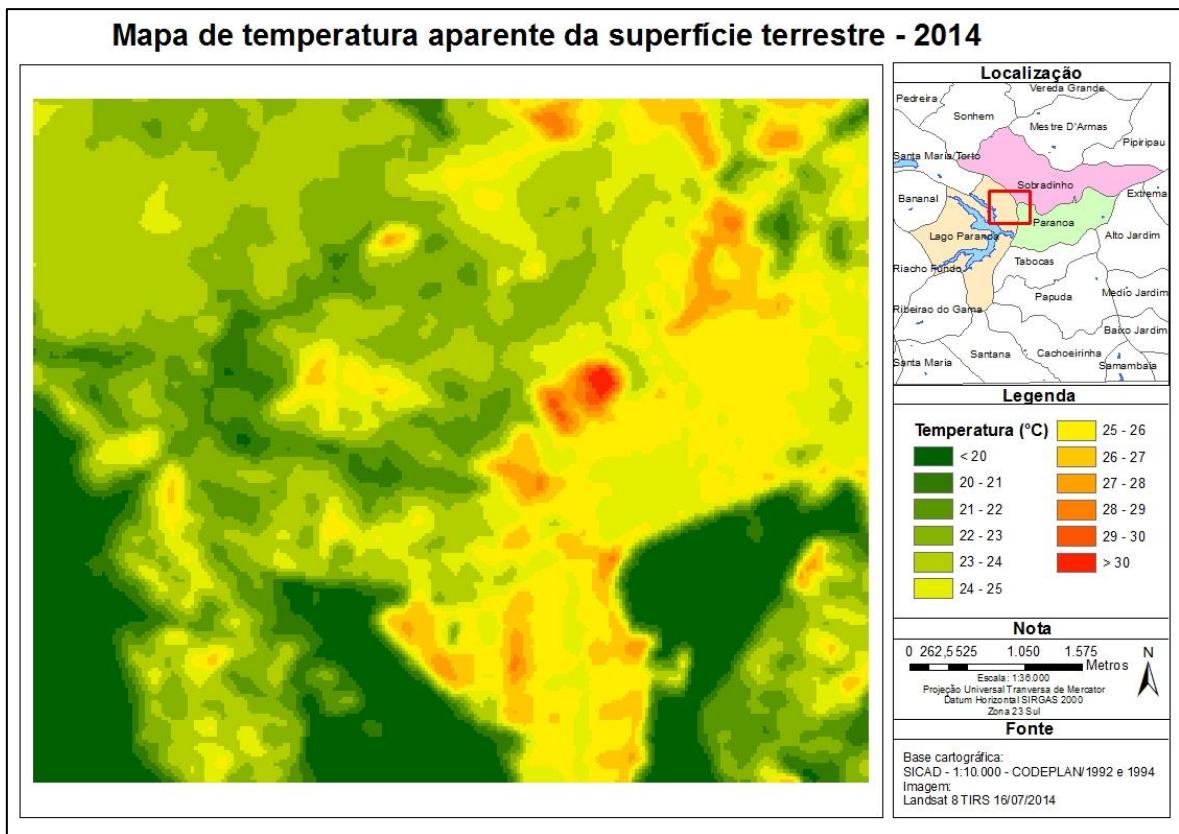 Mapa de temperatura aparente da superfície terrestre - 2014
Localização
Vereda Grande
Pedreira
Sonhem
Mestre D'Armas
Pipiripau
Santa Maria/Torto
Sobradinho
Extrema
Bananal
Paranoa
Lago Paranoa
Alto Jardim
Tabocas
Riacho Fundo
Papuda
Medio Jardim
Ribeirao do Gama
Baixo Jardim
Santa Maria
Santana
Cachoeirinha
Samambaia
Legenda
Temperatura (°C)
< 20
20 - 21
21 - 22
22 - 23
23 - 24
24 - 25
25 - 26
26 - 27
27 - 28
28 - 29
29 - 30
> 30
Nota
0 262,5525 1.050 1.575
Metros
N
Escala: 1:36.000
Projeção Universal Tranversa de Mercator
Datum Horizontal SIRGAS 2000
Zona 23 Sul
Fonte
Base cartográfica:
SICAD - 1:10.000 - CODEPLAN/1992 e 1994
Imagem:
Landsat 8 TIRS 16/07/2014